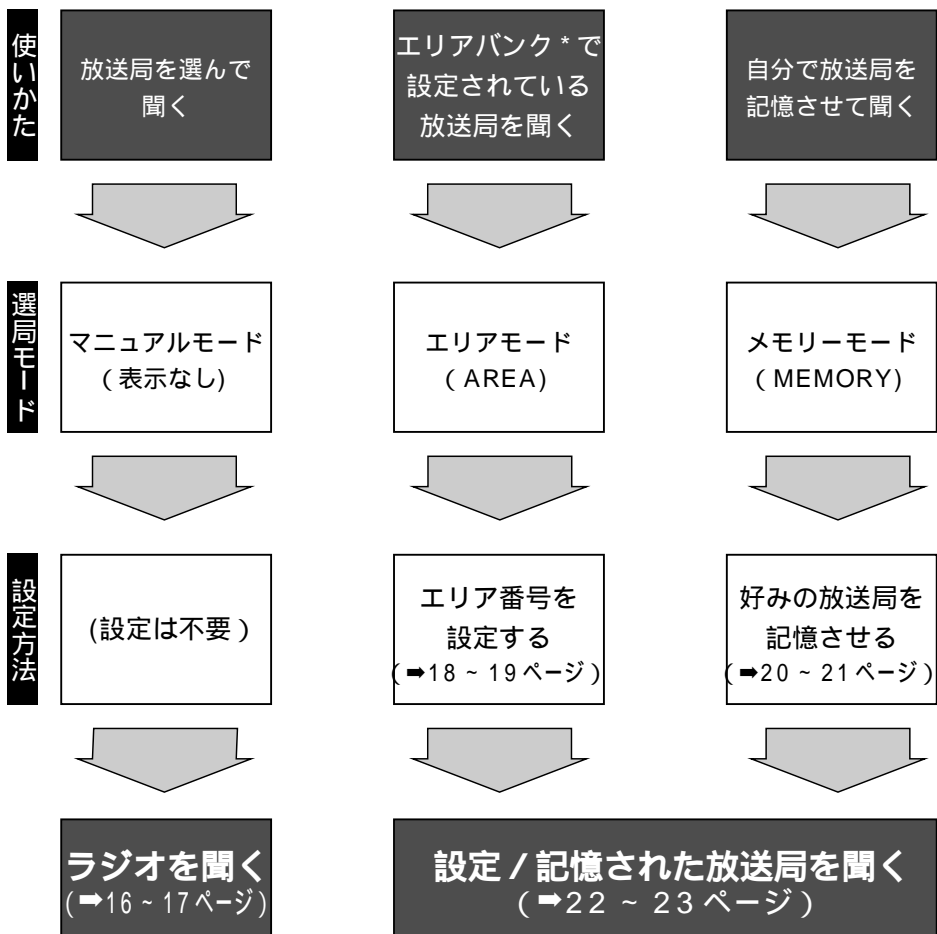 使いかた
放送局を選んで
聞く
エリアバンク*で
設定されている
放送局を聞く
自分で放送局を
記憶させて聞く
選局モード
マニュアルモード
(表示なし)
エリアモード
(AREA)
メモリーモード
(MEMORY)
設定方法
(設定は不要)
エリア番号を
設定する
(➡18~19ページ)
好みの放送局を
記憶させる
(➡20~21ページ)
ラジオを聞く
(➡16~17ページ)
設定/記憶された放送局を聞く
(➡22~23ページ)